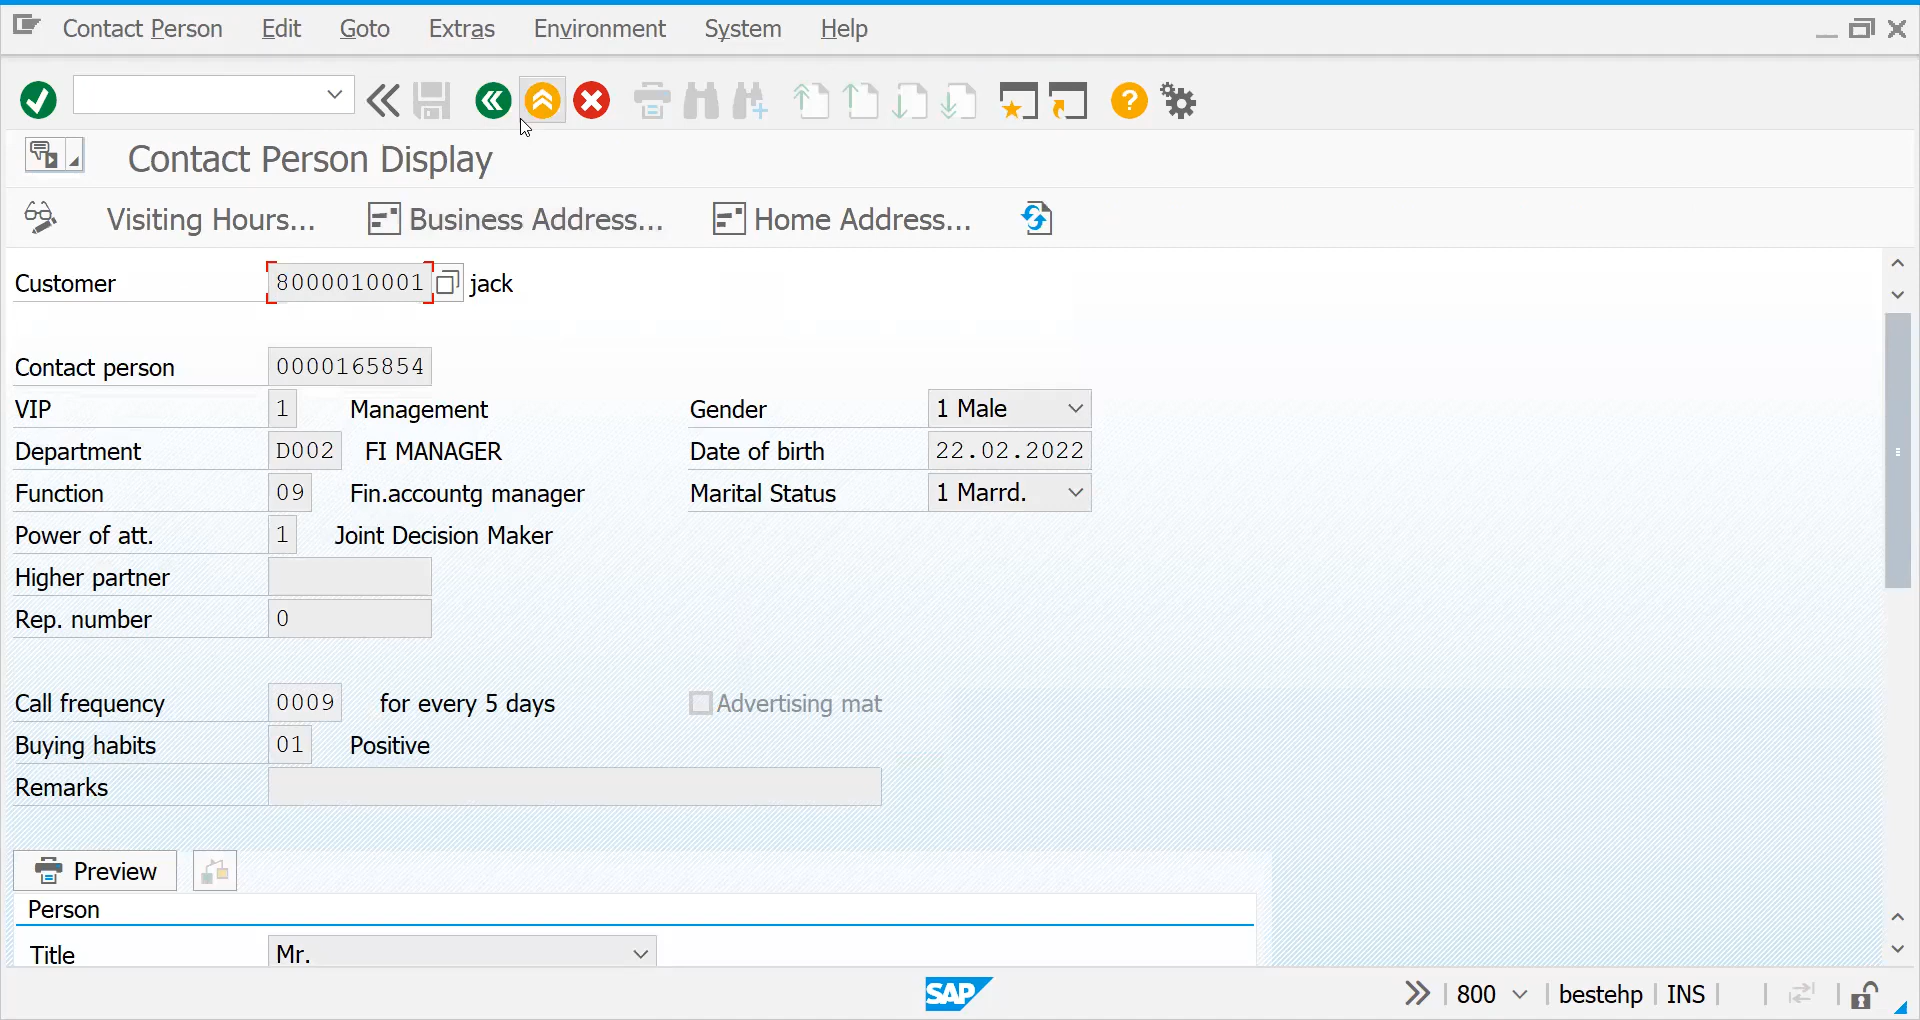 Contact Person Edit Goto Extras Environment System Help
Contact Person Display
Visiting Hours... Business Address... Home Address...
Customer 8000010001 jack
Contact person 0000165854
VIP 1 Management Gender 1 Male
Department D002 FI MANAGER Date of birth 22.02.2022
Function 09 Fin.accountg manager Marital Status 1 Marrd.
Power of att. 1 Joint Decision Maker
Higher partner
Rep. number 0
Call frequency 0009 for every 5 days Advertising mat
Buying habits 01 Positive
Remarks
Preview
Person
Title Mr.
SAP 800 bestehp INS